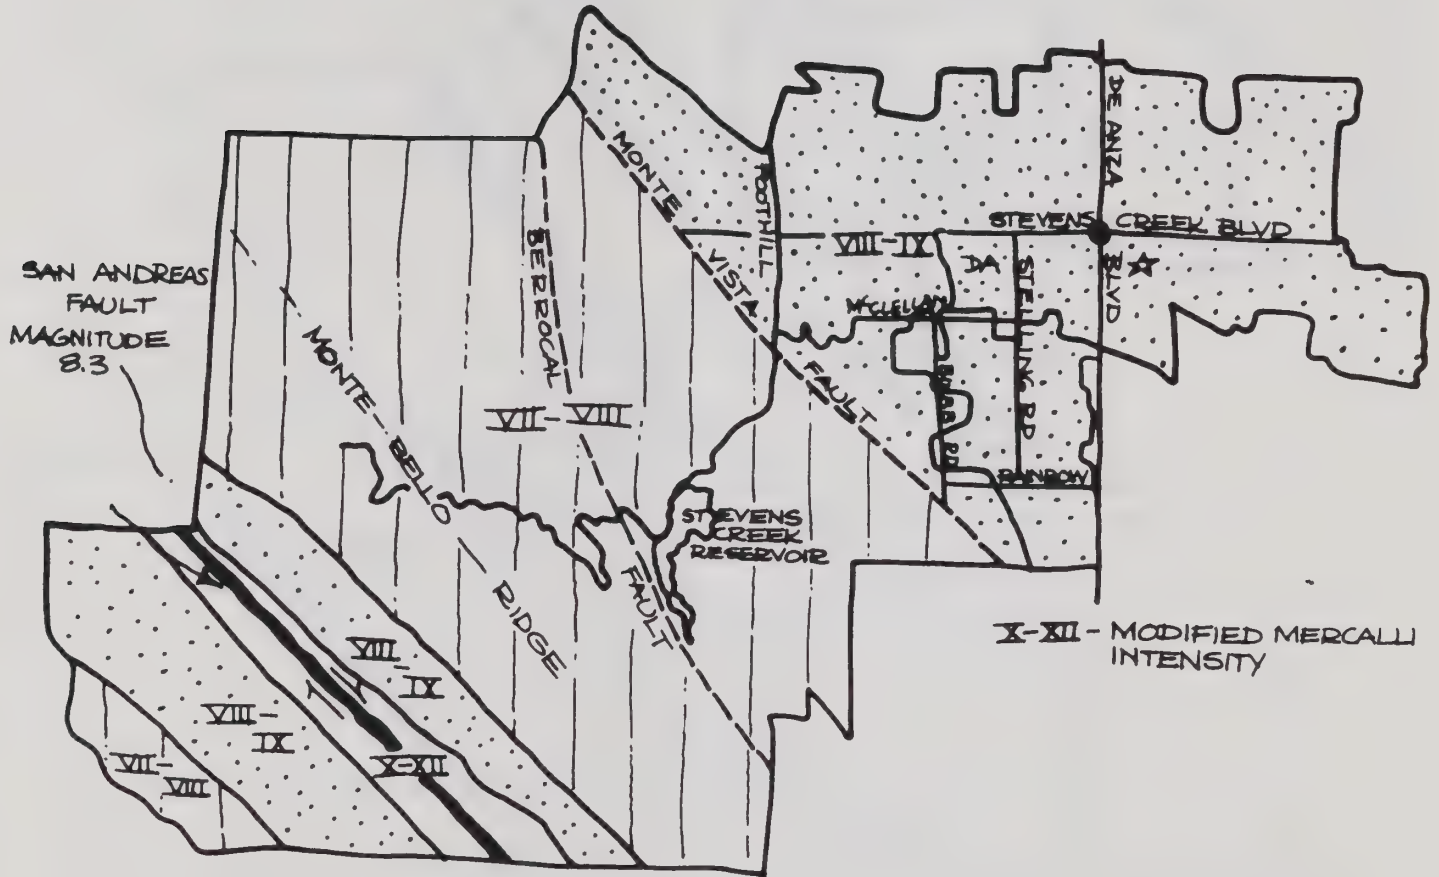 DE ANZA
BLVD
MONTE
VISTA
FAULT
FOOTHILL
STEVENS CREEK BLVD
VIII-IX
DA
STELLING RD
MCCLELLAN
BUBB RD
RAINBOW
BERROCAL
FAULT
SAN ANDREAS
FAULT
MAGNITUDE
8.3
MONTE BELLO
RIDGE
VII-VIII
STEVENS
CREEK
RESERVOIR
X-XII - MODIFIED MERCALLI
INTENSITY
VIII
IX
VIII-
IX
X-XII
VII-
VIII